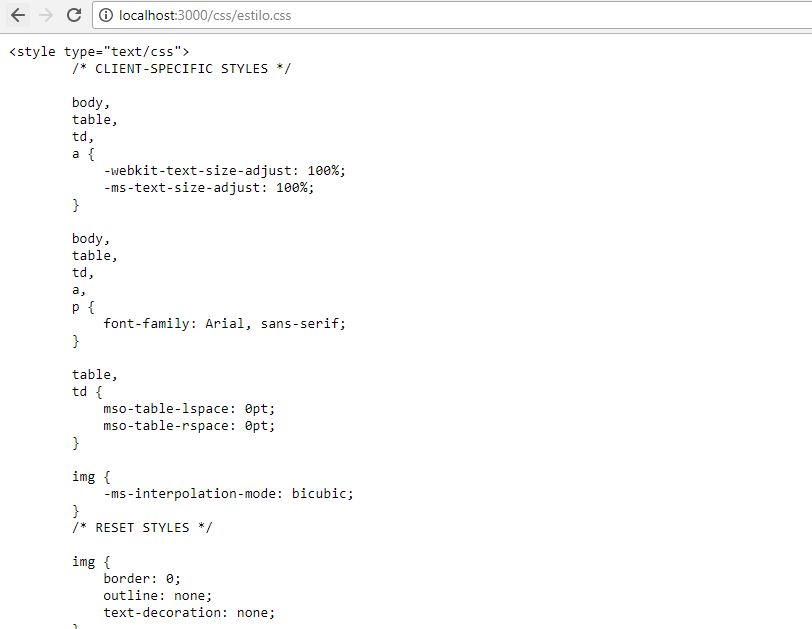 localhost:3000/css/estilo.css
<style type="text/css">
/* CLIENT-SPECIFIC STYLES */
body,
table,
td,
a {
-webkit-text-size-adjust: 100%;
-ms-text-size-adjust: 100%;
}
body,
table,
td,
a,
p {
font-family: Arial, sans-serif;
}
table,
td {
mso-table-lspace: 0pt;
mso-table-rspace: 0pt;
}
img {
-ms-interpolation-mode: bicubic;
}
/* RESET STYLES */
img {
border: 0;
outline: none;
text-decoration: none;
}